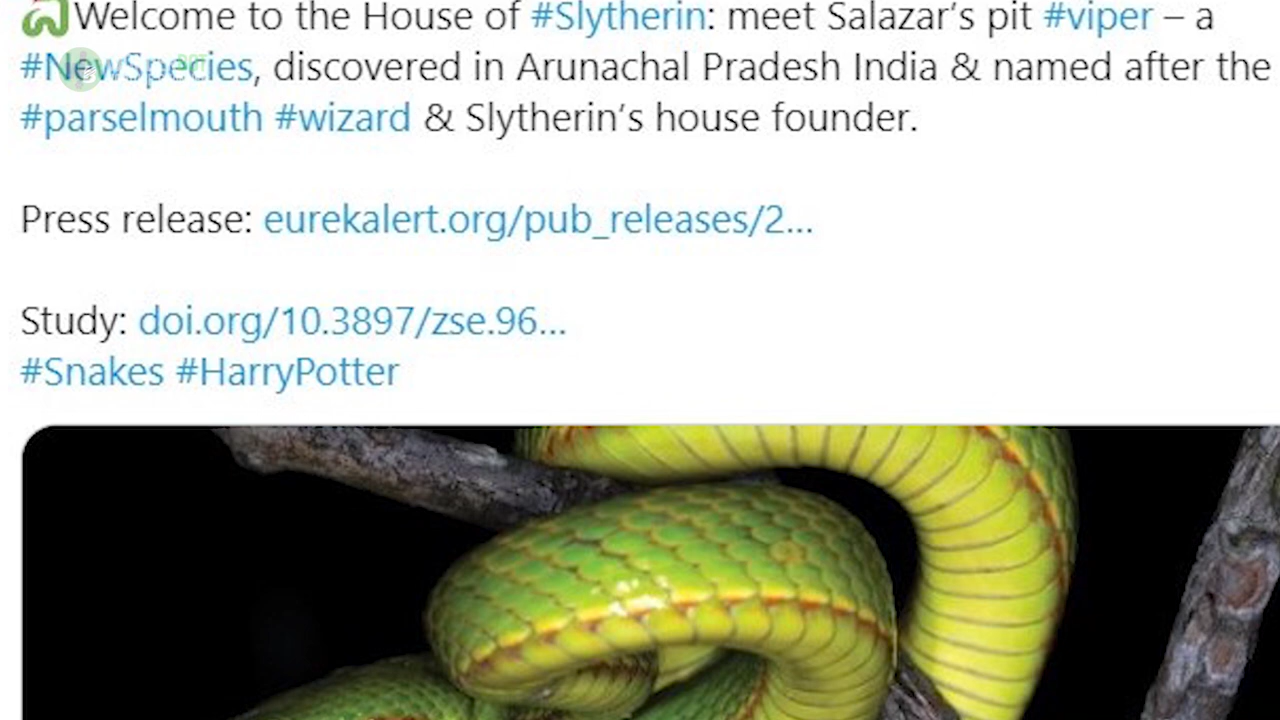 Welcome to the House of #Slytherin: meet Salazar’s pit #viper – a
#NewSpecies, discovered in Arunachal Pradesh India & named after the
#parselmouth #wizard & Slytherin’s house founder.
Press release: eurekalert.org/pub_releases/2...
Study: doi.org/10.3897/zse.96...
#Snakes #HarryPotter